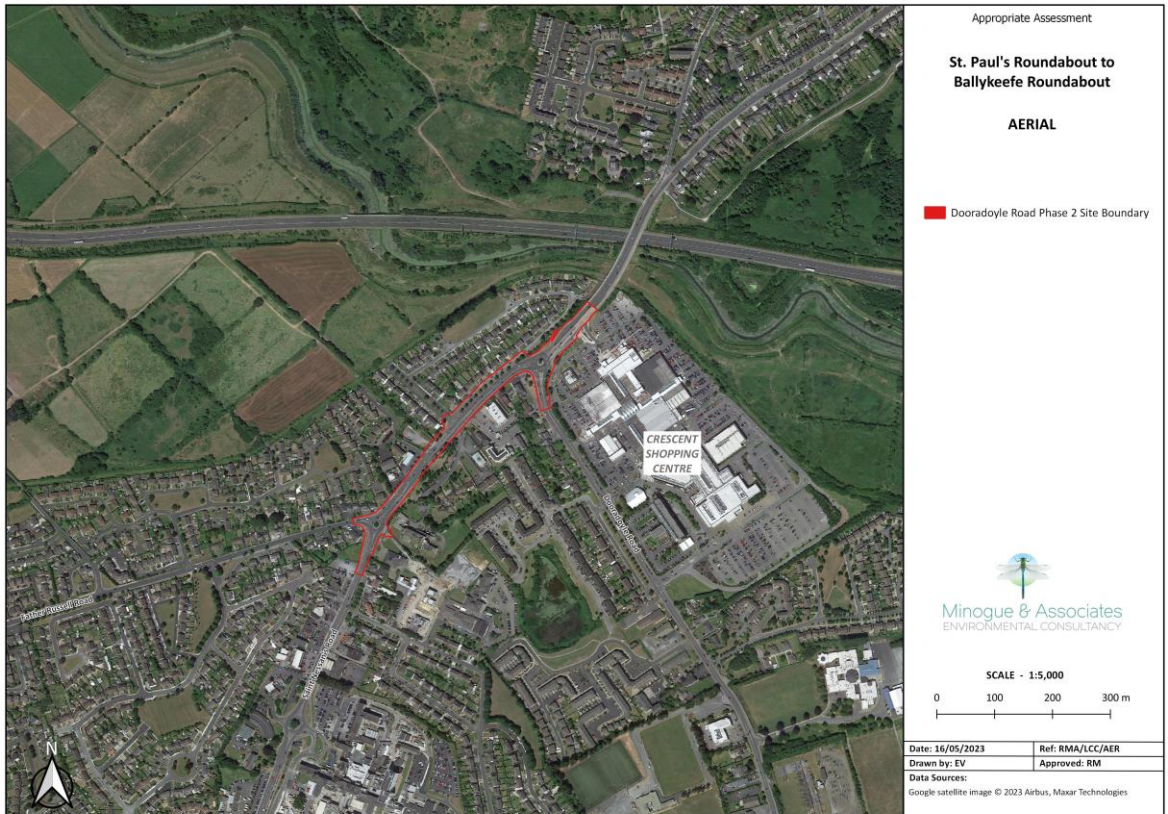 Appropriate Assessment
St. Paul's Roundabout to
Ballykeefe Roundabout
AERIAL
Dooradoyle Road Phase 2 Site Boundary
CRESCENT
SHOPPING
CENTRE
Dooradoyle Road
Father Russell Road
Saint Nessan's Road
N
Minogue & Associates
ENVIRONMENTAL CONSULTANCY
SCALE - 1:5,000
0 100 200 300 m
Date: 16/05/2023 Ref: RMA/LCC/AER
Drawn by: EV Approved: RM
Data Sources:
Google satellite image © 2023 Airbus, Maxar Technologies